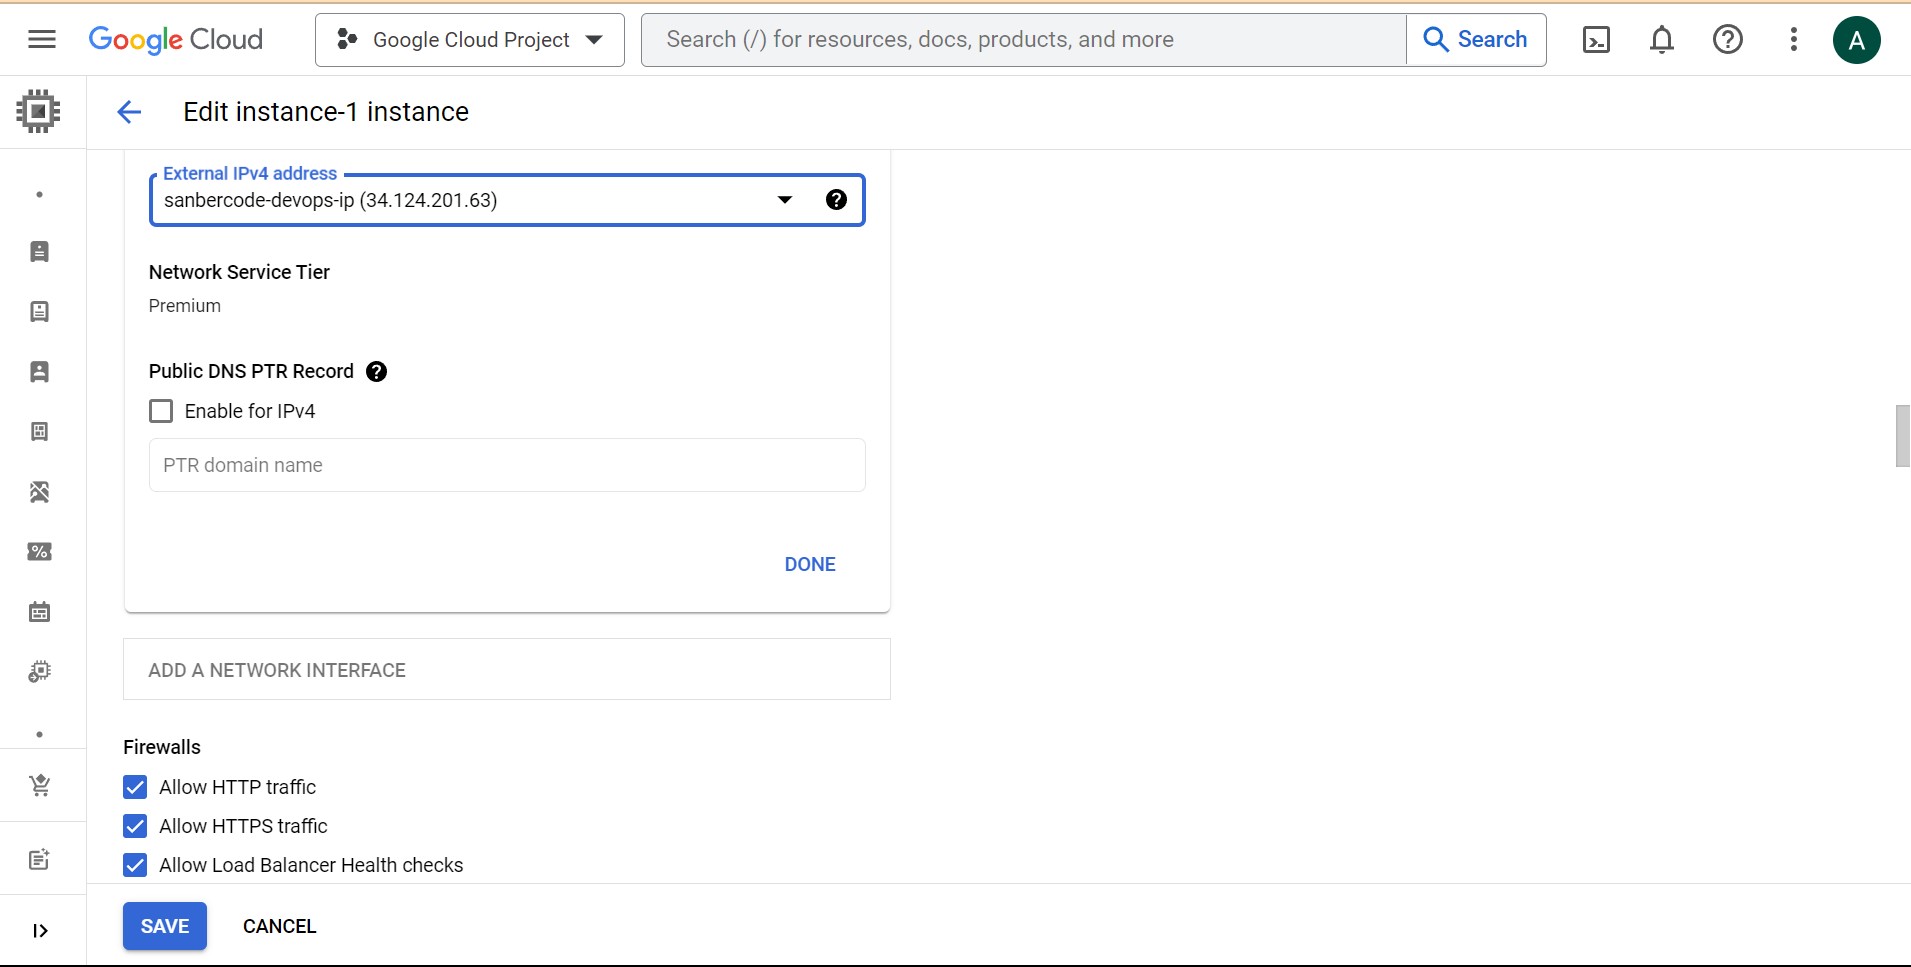 Google Cloud
Google Cloud Project
Search (/) for resources, docs, products, and more
Search
A
Edit instance-1 instance
External IPv4 address
sanbercode-devops-ip (34.124.201.63)
Network Service Tier
Premium
Public DNS PTR Record
Enable for IPv4
PTR domain name
DONE
ADD A NETWORK INTERFACE
Firewalls
Allow HTTP traffic
Allow HTTPS traffic
Allow Load Balancer Health checks
SAVE
CANCEL